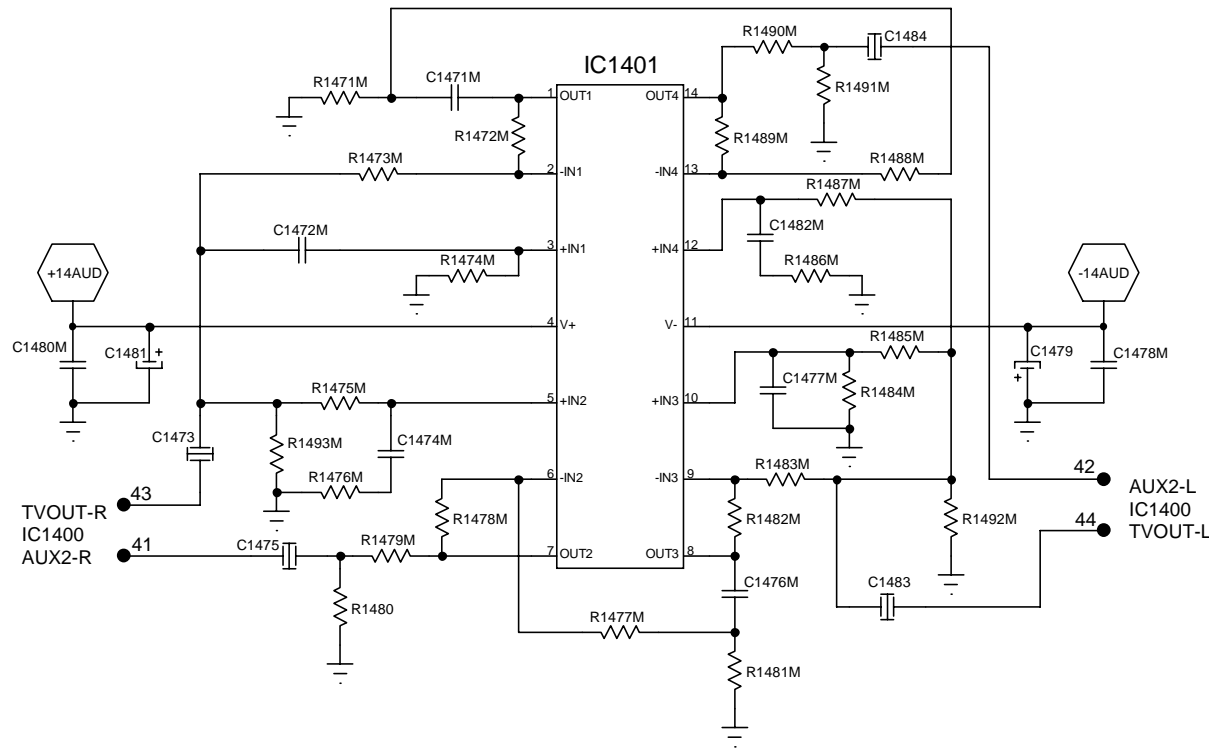 R1490M
C1484
IC1401
R1471M
C1471M
R1491M
1
OUT1
OUT4
14
R1472M
R1489M
R1473M
R1488M
2
-IN1
-IN4
13
R1487M
C1472M
C1482M
3
+IN1
+IN4
12
R1474M
R1486M
+14AUD
-14AUD
4
V+
V-
11
C1480M
C1481
+
R1485M
C1479
+
C1478M
R1475M
C1477M
R1484M
5
+IN2
+IN3
10
C1473
R1493M
C1474M
R1483M
6
-IN2
-IN3
9
42
43
R1476M
AUX2-L
TVOUT-R
IC1400
IC1400
TVOUT-L
AUX2-R
44
41
R1478M
R1482M
R1492M
C1475
R1479M
7
OUT2
OUT3
8
C1476M
C1483
R1480
R1477M
R1481M